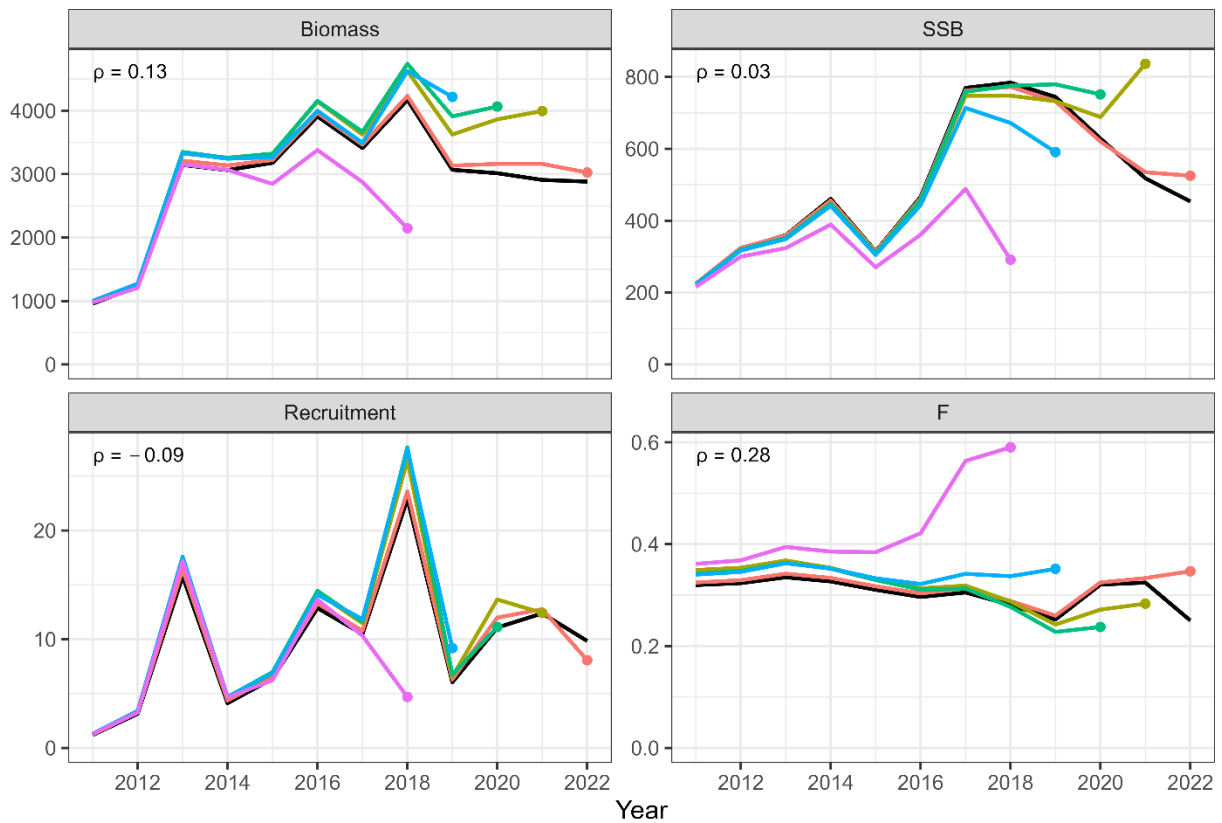 Biomass
SSB
ρ = 0.13
ρ = 0.03
4000
3000
2000
1000
0
800
600
400
200
0
Recruitment
F
ρ = −0.09
ρ = 0.28
20
10
0
0.6
0.4
0.2
0.0
2012 2014 2016 2018 2020 2022
2012 2014 2016 2018 2020 2022
Year